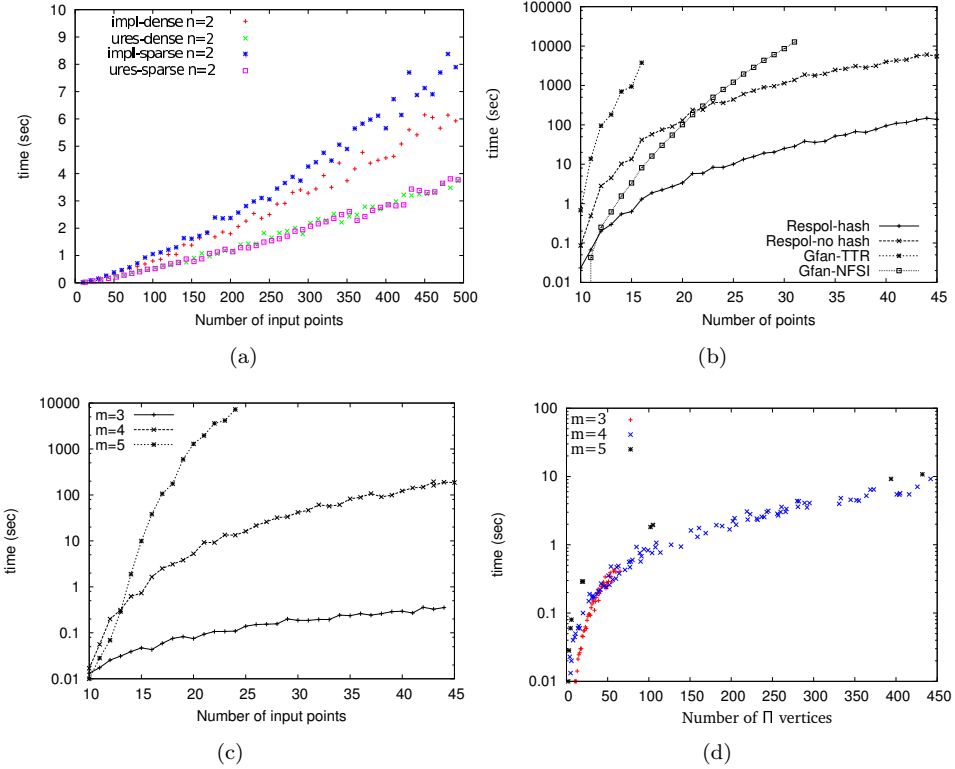 10
9
8
7
6
5
4
3
2
1
0
time (sec)
impl-dense n=2
ures-dense n=2
impl-sparse n=2
ures-sparse n=2
0 50 100 150 200 250 300 350 400 450 500
Number of input points
(a)
100000
10000
1000
100
10
1
0.1
0.01
time (sec)
Respol-hash
Respol-no hash
Gfan-TTR
Gfan-NFSI
10 15 20 25 30 35 40 45
Number of points
(b)
10000
1000
100
10
1
0.1
0.01
time (sec)
m=3
m=4
m=5
10 15 20 25 30 35 40 45
Number of input points
(c)
100
10
1
0.1
0.01
time (sec)
m=3
m=4
m=5
0 50 100 150 200 250 300 350 400 450
Number of Π vertices
(d)